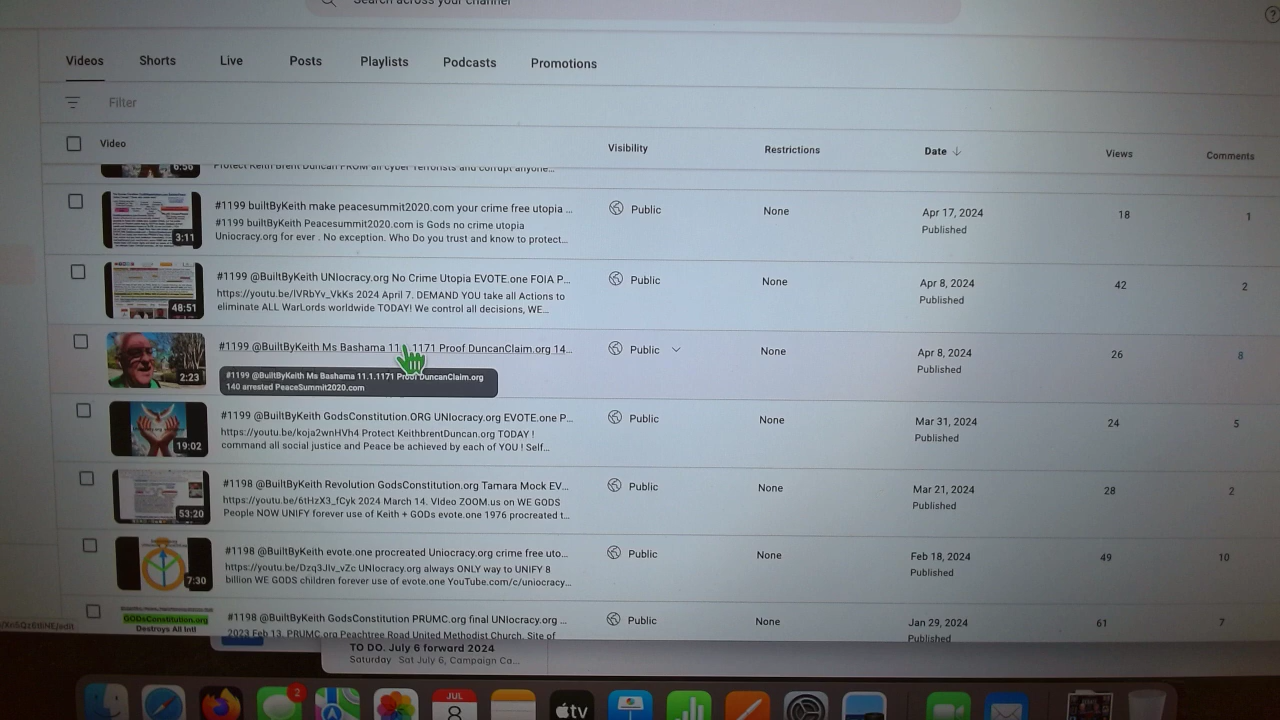 Search across your channel
Videos Shorts Live Posts Playlists Podcasts Promotions
Filter
Video Visibility Restrictions Date Views Comments
6:56 Protect Keith Brent Duncan FROM all cyber Terrorists and corrupt anyone...
#1199 builtByKeith make peacesummit2020.com your crime free utopia ...
#1199 builtByKeith Peacesummit2020.com is Gods no crime utopia
Uniocracy.org for ever . No exception. Who Do you trust and know to protect...
3:11 Public None Apr 17, 2024 18 1
Published
#1199 @BuiltByKeith UNIocracy.org No Crime Utopia EVOTE.one FOIA P...
https://youtu.be/lVRbYv_VkKs 2024 April 7. DEMAND YOU take all Actions to
eliminate ALL WarLords worldwide TODAY! We control all decisions, WE...
48:51 Public None Apr 8, 2024 42 2
Published
#1199 @BuiltByKeith Ms Bashama 11.1.1171 Proof DuncanClaim.org 14...
#1199 @BuiltByKeith Ms Bashama 11.1.1171 Proof DuncanClaim.org
140 arrested PeaceSummit2020.com
2:23 Public None Apr 8, 2024 26 8
Published
#1199 @BuiltByKeith GodsConstitution.ORG UNIocracy.org EVOTE.one P...
https://youtu.be/koja2wnHVh4 Protect KeithbrentDuncan.org TODAY !
command all social justice and Peace be achieved by each of YOU ! Self...
19:02 Public None Mar 31, 2024 24 5
Published
#1198 @BuiltByKeith Revolution GodsConstitution.org Tamara Mock EV...
https://youtu.be/6tHzX3_fCyk 2024 March 14. VIdeo ZOOM.us on WE GODS
People NOW UNIFY forever use of Keith + GODs evote.one 1976 procreated t...
53:20 Public None Mar 21, 2024 28 2
Published
#1198 @BuiltByKeith evote.one procreated Uniocracy.org crime free uto...
https://youtu.be/Dzq3JIv_vZc UNIocracy.org always ONLY way to UNIFY 8
billion WE GODS children forever use of evote.one YouTube.com/c/uniocracy...
7:30 Public None Feb 18, 2024 49 10
Published
GODsConstitution.org
Destroys All Intl
#1198 @BuiltByKeith GodsConstitution PRUMC.org final UNIocracy.org ...
2023 Feb 13. PRUMC.org Peachtree Road United Methodist Church. Site of
Public None Jan 29, 2024 61 7
Published
TO DO. July 6 forward 2024
Saturday Sat July 6, Campaign Ca...
2
JUL
8
tv